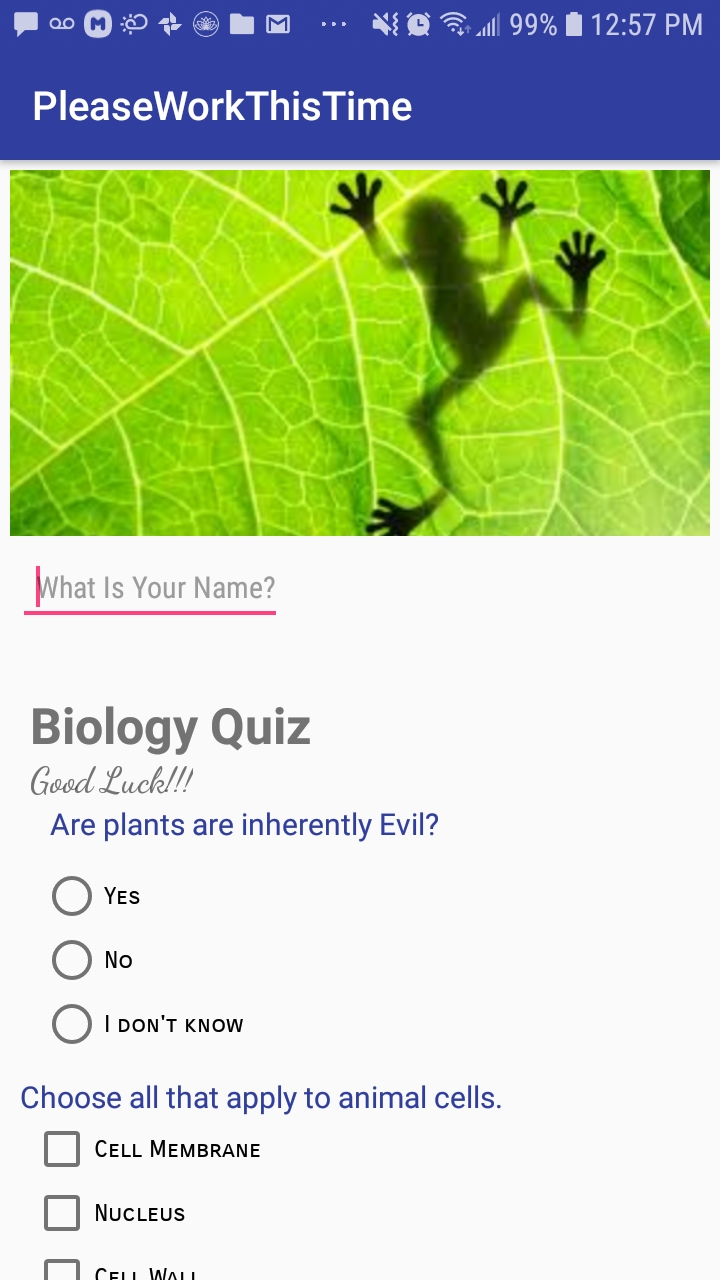 99% 12:57 PM
PleaseWorkThisTime
What Is Your Name?
Biology Quiz
Good Luck!!!
Are plants are inherently Evil?
Yes
No
I don't know
Choose all that apply to animal cells.
Cell Membrane
Nucleus
Cell Wall